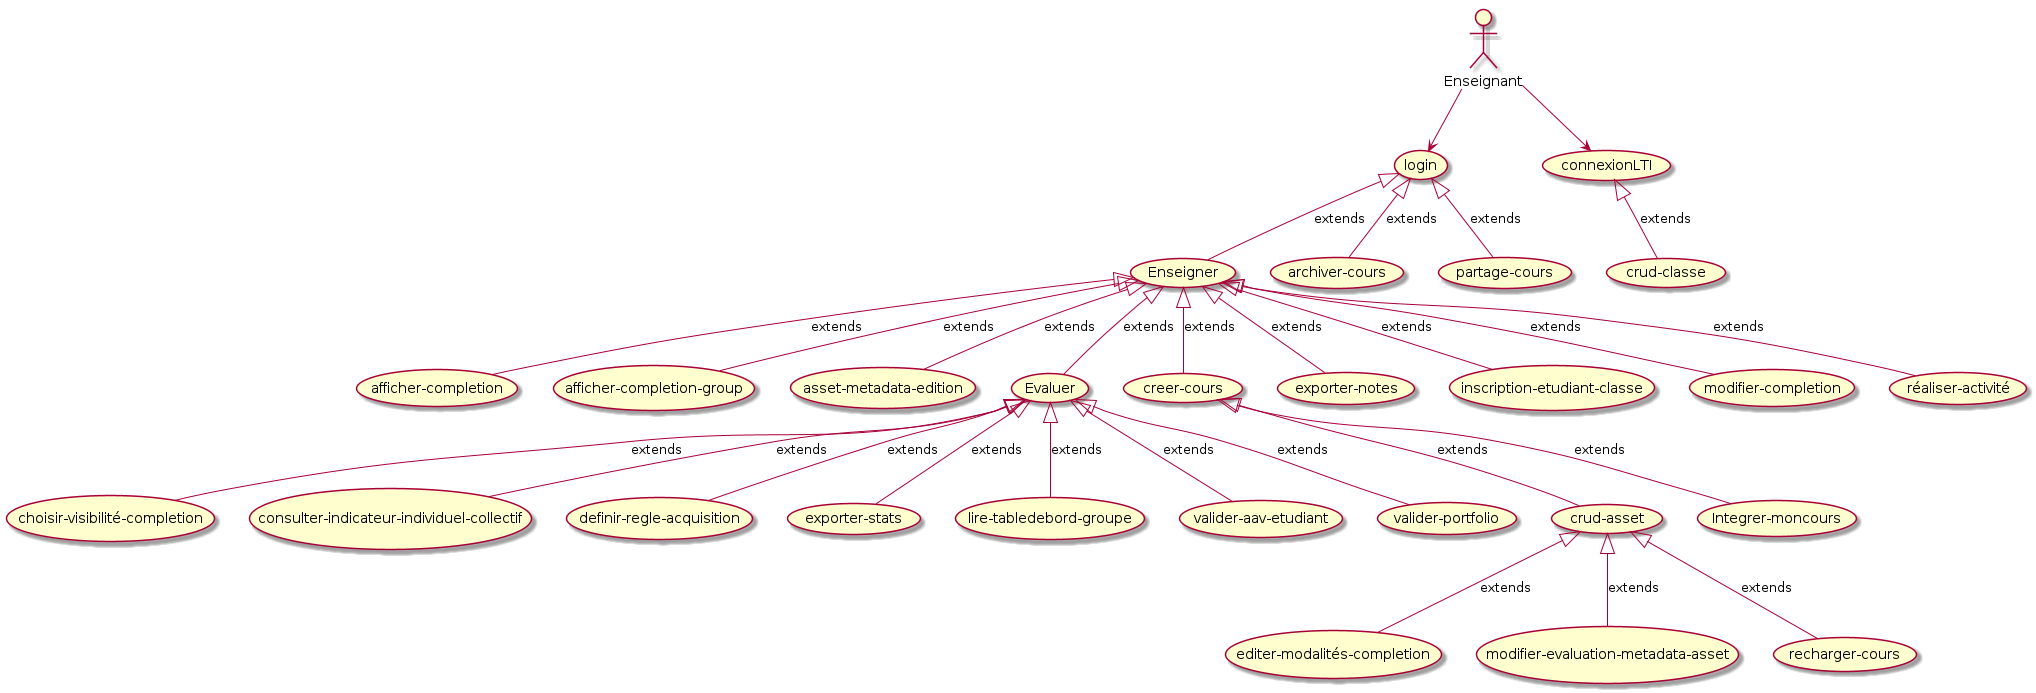 Enseignant
login
connexionLTI
extends
extends
extends
extends
Enseigner
archiver-cours
partage-cours
crud-classe
extends
extends
extends
extends
extends
extends
extends
extends
extends
afficher-completion
afficher-completion-group
asset-metadata-edition
Evaluer
creer-cours
exporter-notes
inscription-etudiant-classe
modifier-completion
réaliser-activité
extends
extends
extends
extends
extends
extends
extends
extends
extends
choisir-visibilité-completion
consulter-indicateur-individuel-collectif
definir-regle-acquisition
exporter-stats
lire-tabledebord-groupe
valider-aav-etudiant
valider-portfolio
crud-asset
Integrer-moncours
extends
extends
extends
editer-modalités-completion
modifier-evaluation-metadata-asset
recharger-cours